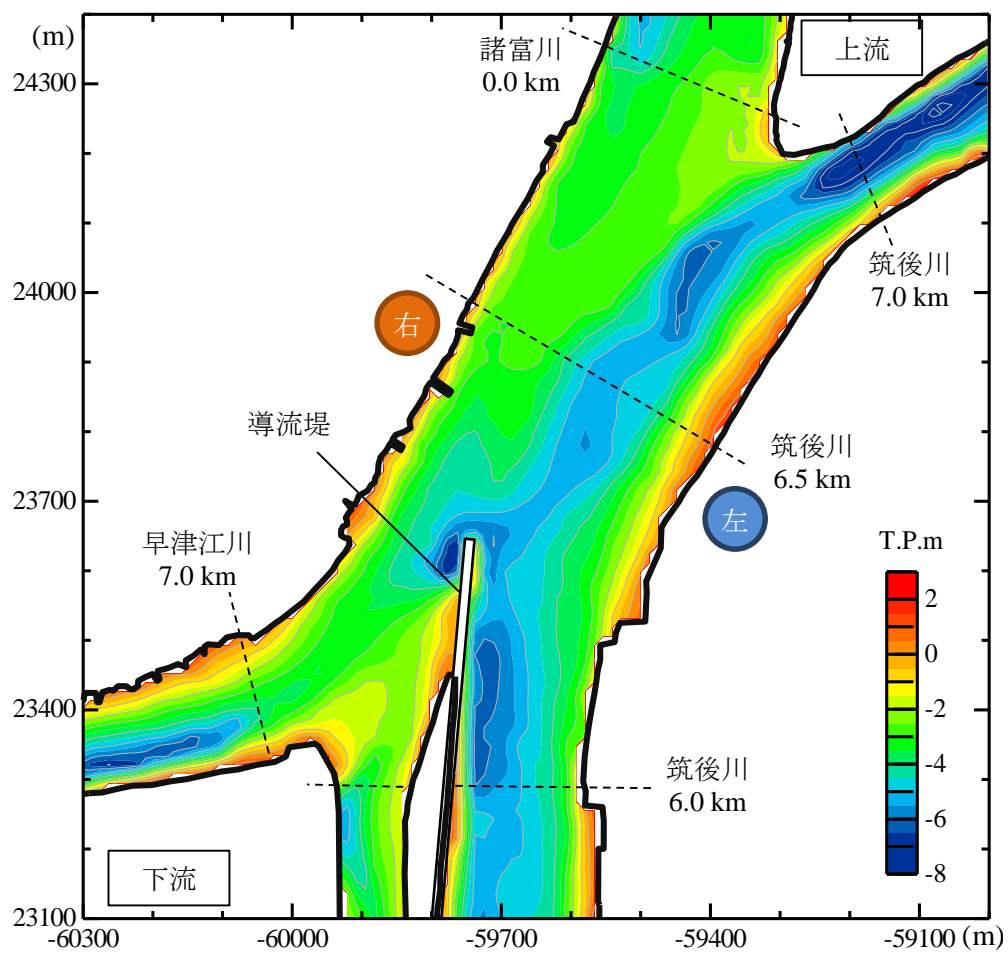 (m)
諸富川
0.0 km
上流
24300
筑後川
7.0 km
24000
右
導流堤
筑後川
6.5 km
23700
左
早津江川
7.0 km
T.P.m
2
0
-2
-4
-6
-8
23400
筑後川
6.0 km
下流
23100
-60300
-60000
-59700
-59400
-59100
(m)